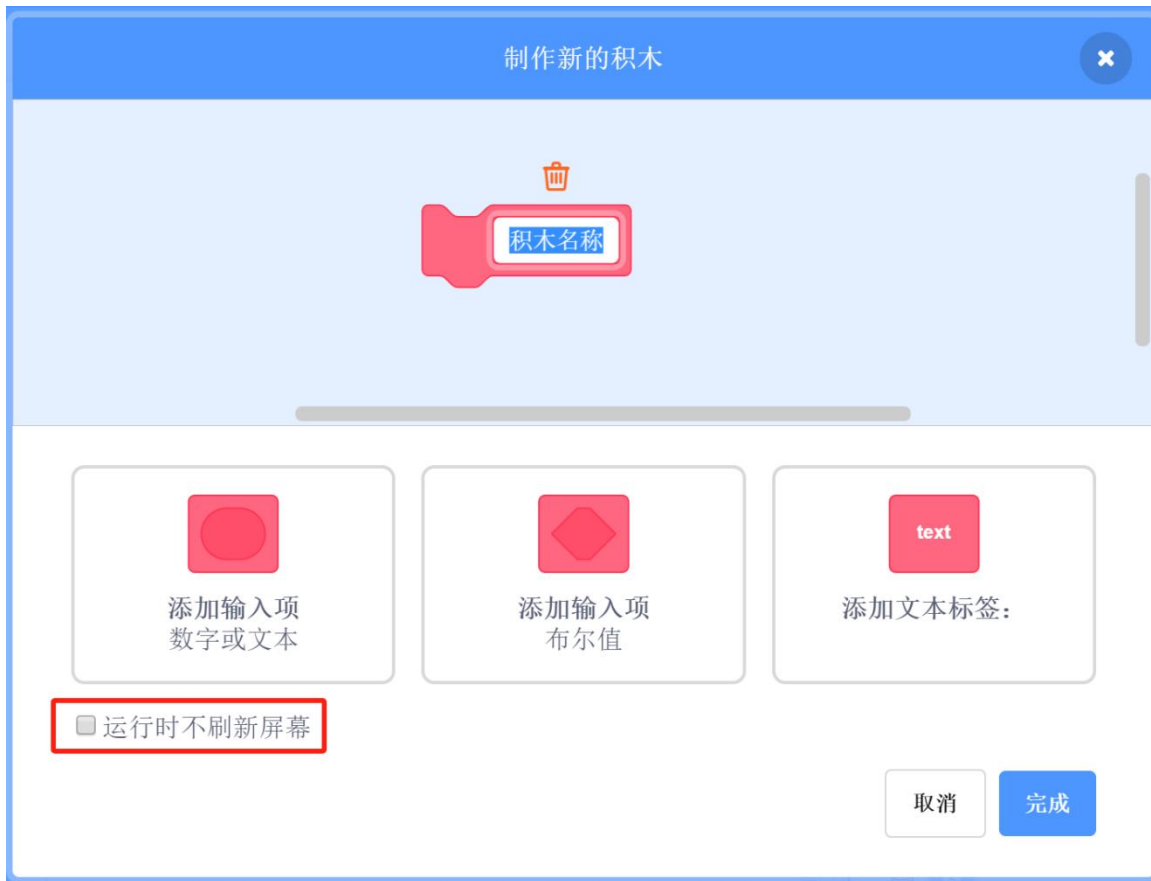 制作新的积木
积木名称
text
添加输入项
数字或文本
添加输入项
布尔值
添加文本标签：
运行时不刷新屏幕
取消
完成